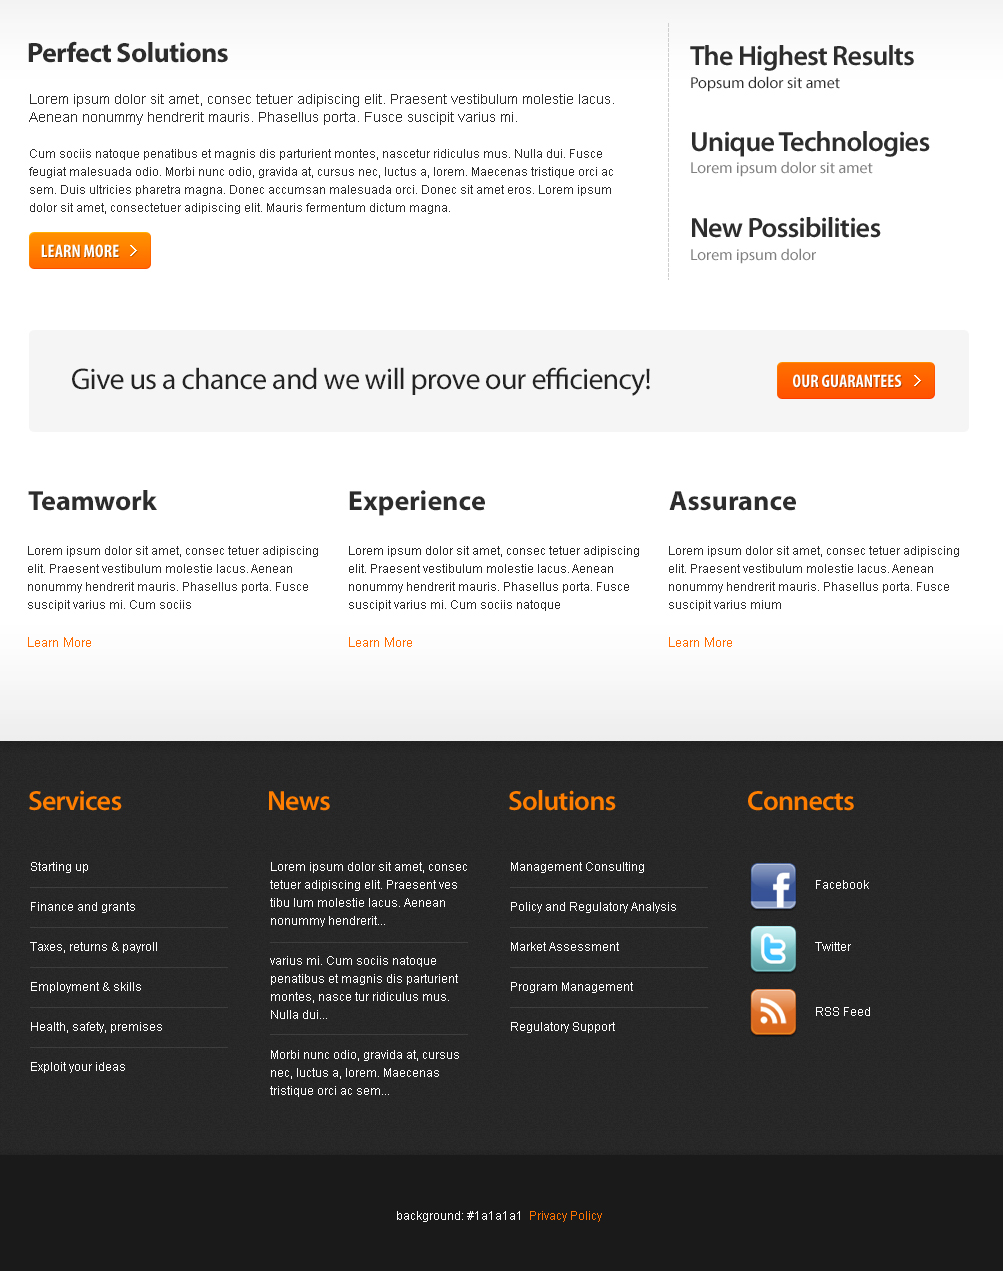 Perfect Solutions
Lorem ipsum dolor sit amet, consec tetuer adipiscing elit. Praesent vestibulum molestie lacus.
Aenean nonummy hendrerit mauris. Phasellus porta. Fusce suscipit varius mi.
Cum sociis natoque penatibus et magnis dis parturient montes, nascetur ridiculus mus. Nulla dui. Fusce
feugiat malesuada odio. Morbi nunc odio, gravida at, cursus nec, luctus a, lorem. Maecenas tristique orci ac
sem. Duis ultricies pharetra magna. Donec accumsan malesuada orci. Donec sit amet eros. Lorem ipsum
dolor sit amet, consectetuer adipiscing elit. Mauris fermentum dictum magna.
LEARN MORE
The Highest Results
Popsum dolor sit amet
Unique Technologies
Lorem ipsum dolor sit amet
New Possibilities
Lorem ipsum dolor
Give us a chance and we will prove our efficiency!
OUR GUARANTEES
Teamwork
Lorem ipsum dolor sit amet, consec tetuer adipiscing
elit. Praesent vestibulum molestie lacus. Aenean
nonummy hendrerit mauris. Phasellus porta. Fusce
suscipit varius mi. Cum sociis
Learn More
Experience
Lorem ipsum dolor sit amet, consec tetuer adipiscing
elit. Praesent vestibulum molestie lacus. Aenean
nonummy hendrerit mauris. Phasellus porta. Fusce
suscipit varius mi. Cum sociis natoque
Learn More
Assurance
Lorem ipsum dolor sit amet, consec tetuer adipiscing
elit. Praesent vestibulum molestie lacus. Aenean
nonummy hendrerit mauris. Phasellus porta. Fusce
suscipit varius mium
Learn More
Services
Starting up
Finance and grants
Taxes, returns & payroll
Employment & skills
Health, safety, premises
Exploit your ideas
News
Lorem ipsum dolor sit amet, consec
tetuer adipiscing elit. Praesent ves
tibu lum molestie lacus. Aenean
nonummy hendrerit...
varius mi. Cum sociis natoque
penatibus et magnis dis parturient
montes, nasce tur ridiculus mus.
Nulla dui...
Morbi nunc odio, gravida at, cursus
nec, luctus a, lorem. Maecenas
tristique orci ac sem...
Solutions
Management Consulting
Policy and Regulatory Analysis
Market Assessment
Program Management
Regulatory Support
Connects
Facebook
Twitter
RSS Feed
background: #1a1a1a1 Privacy Policy